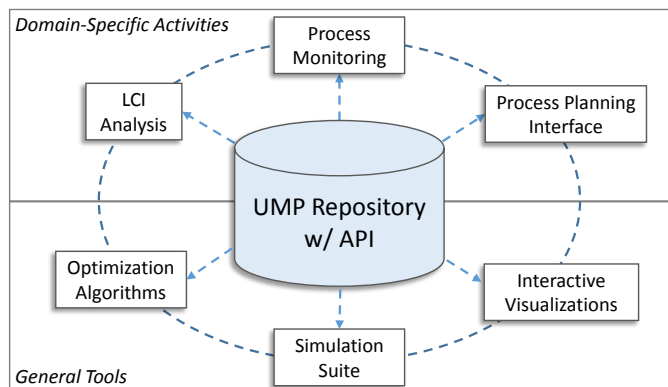 Domain-Specific Activities
Process
Monitoring
LCI
Analysis
Process Planning
Interface
UMP Repository
w/ API
Optimization
Algorithms
Interactive
Visualizations
Simulation
Suite
General Tools